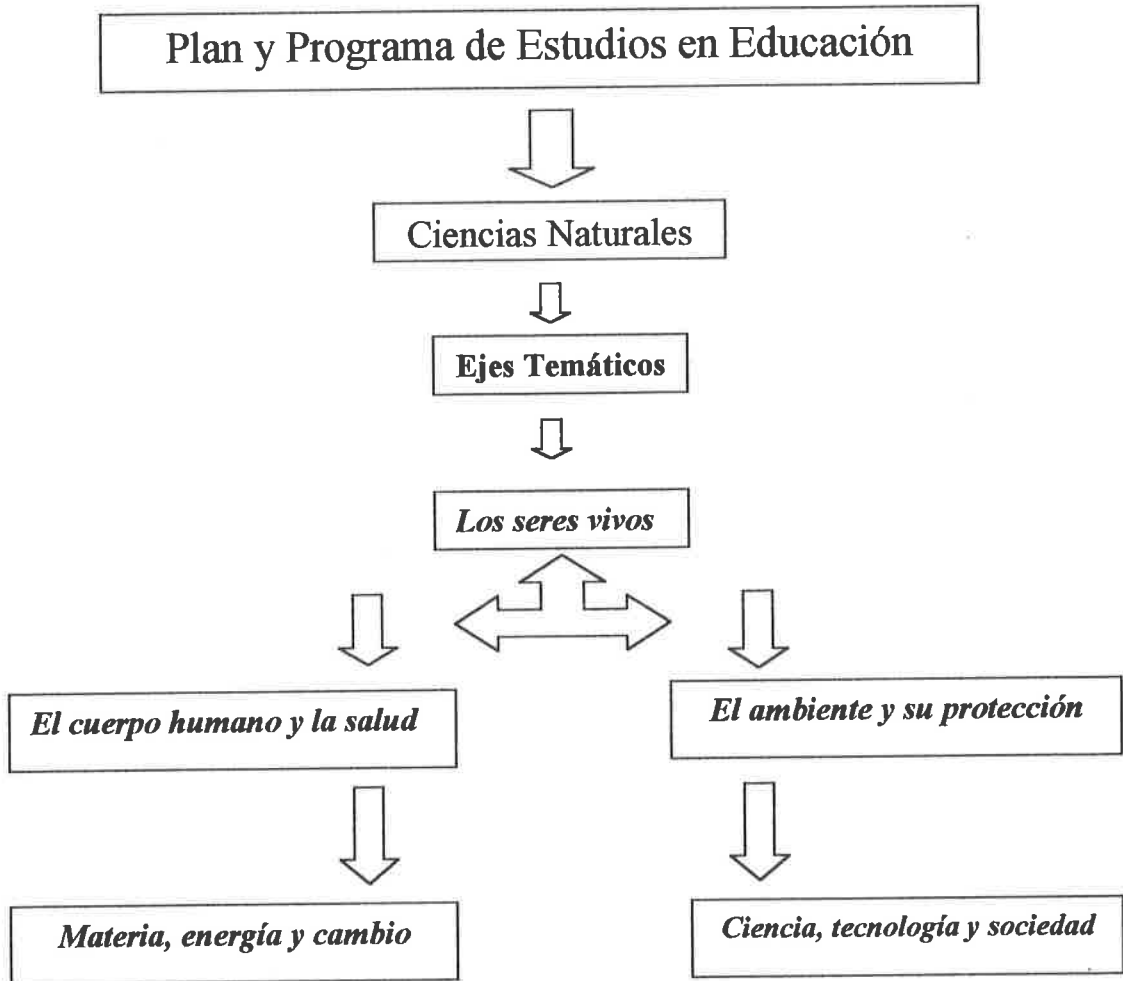 Plan y Programa de Estudios en Educación
Ciencias Naturales
Ejes Temáticos
Los seres vivos
El cuerpo humano y la salud
El ambiente y su protección
Materia, energía y cambio
Ciencia, tecnología y sociedad